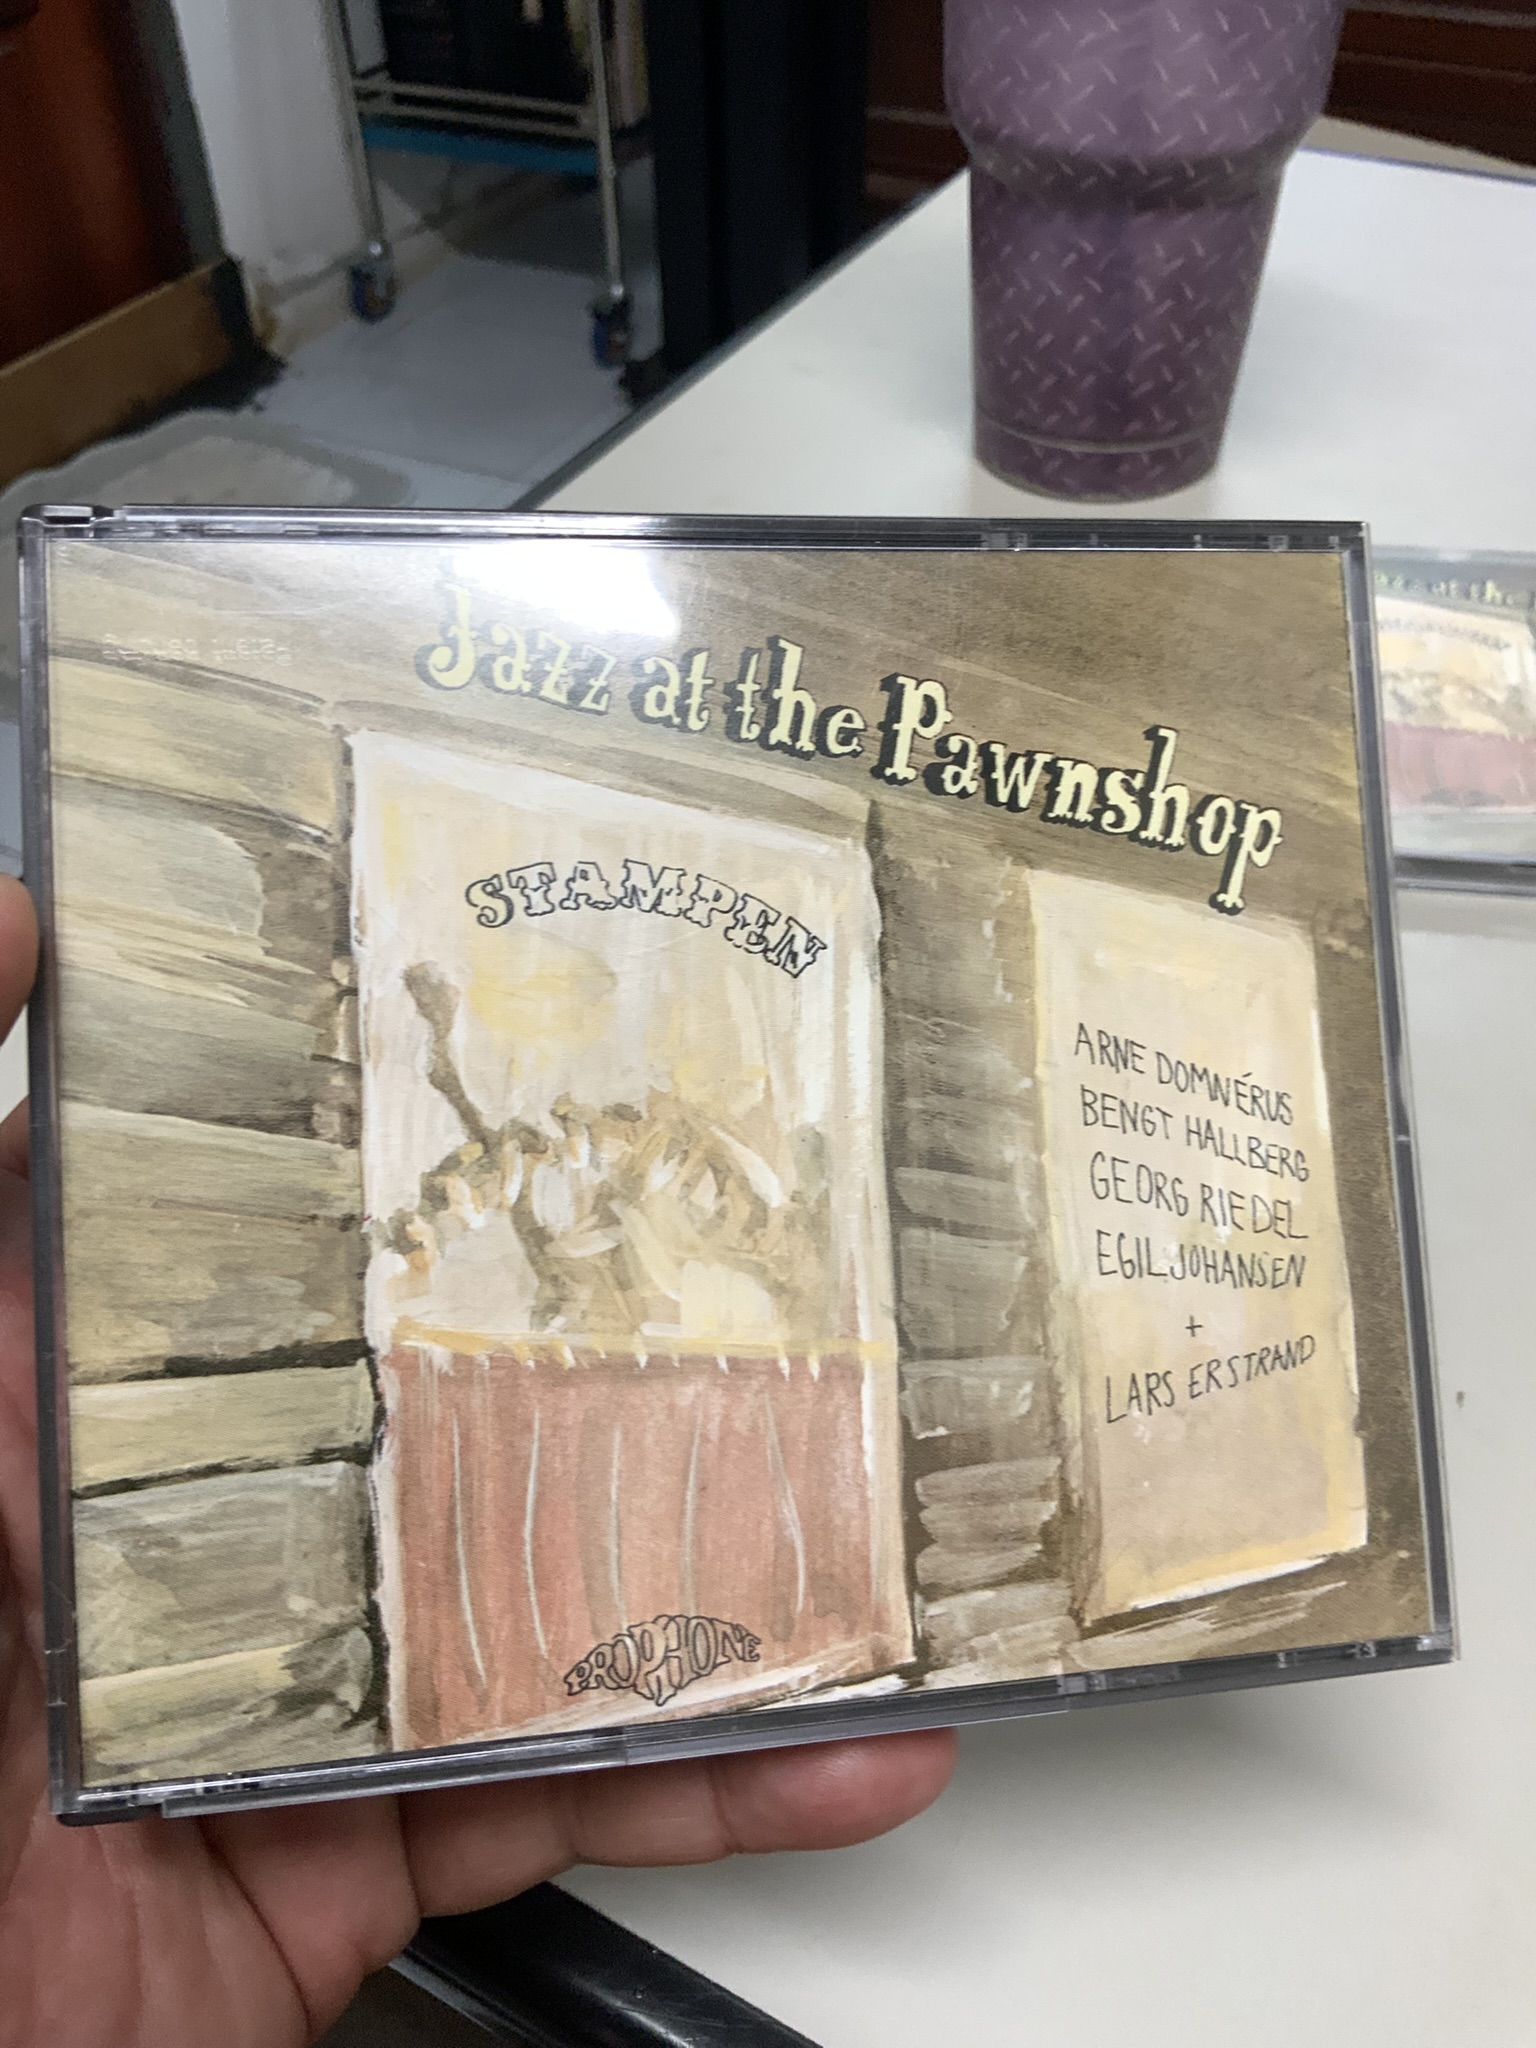 Jazz at the Pawnshop
STAMPEN
ARNE DOMNÉRUS
BENGT HALLBERG
GEORG RIEDEL
EGIL JOHANSEN
+
LARS ERSTRAND
PROPHONE